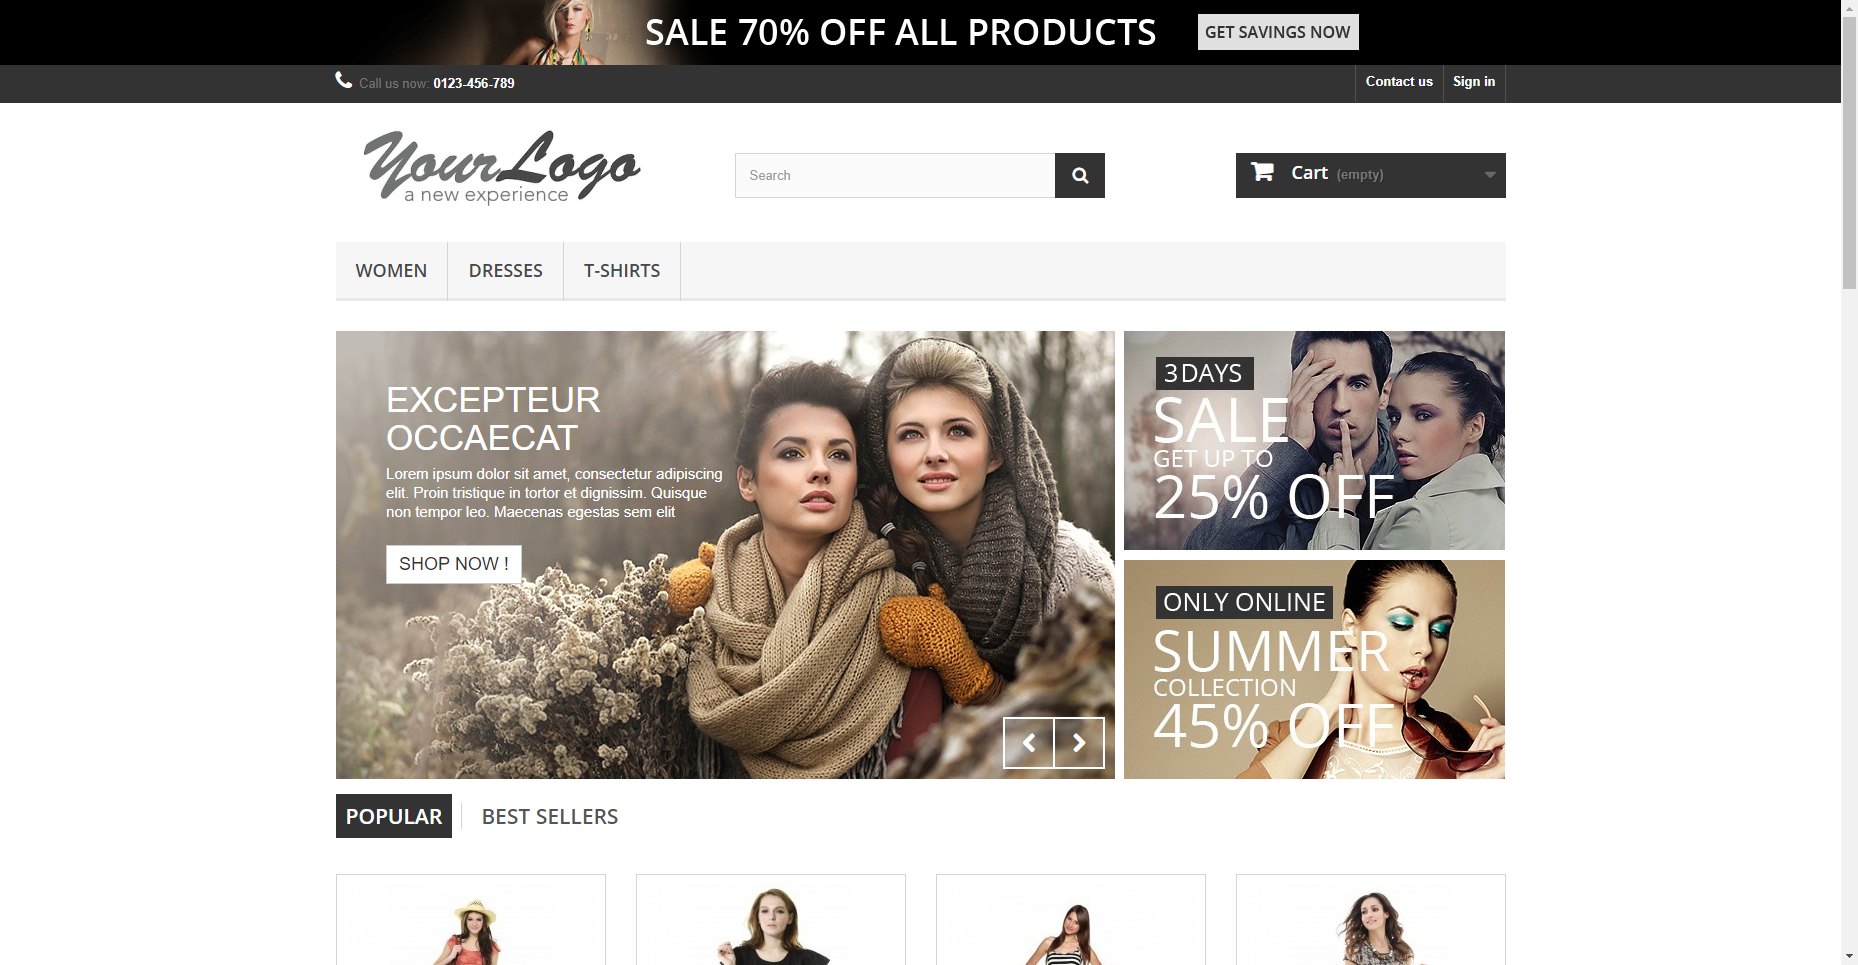 SALE 70% OFF ALL PRODUCTS
GET SAVINGS NOW
Call us now: 0123-456-789
Contact us
Sign in
YourLogo
a new experience
Search
Cart (empty)
WOMEN
DRESSES
T-SHIRTS
EXCEPTEUR
OCCAECAT
Lorem ipsum dolor sit amet, consectetur adipiscing
elit. Proin tristique in tortor et dignissim. Quisque
non tempor leo. Maecenas egestas sem elit
SHOP NOW !
3DAYS
SALE
GET UP TO
25% OFF
ONLY ONLINE
SUMMER
COLLECTION
45% OFF
POPULAR
BEST SELLERS